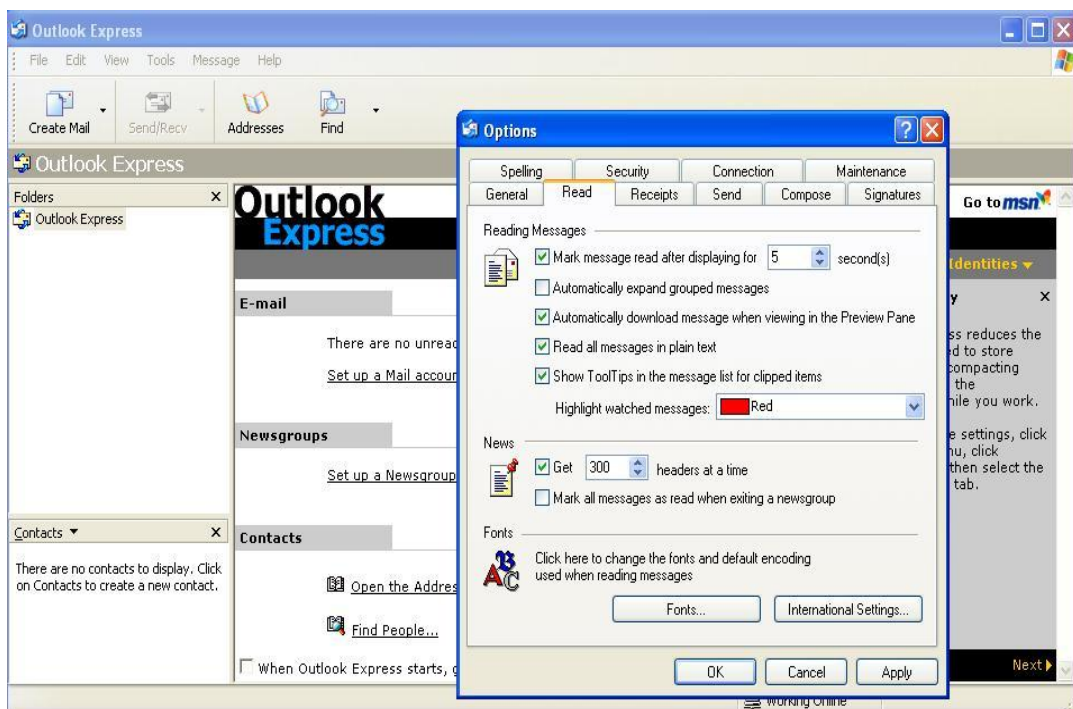 Outlook Express
File Edit View Tools Message Help
Create Mail Send/Recv Addresses Find
Outlook Express
Folders
Outlook Express
Contacts
There are no contacts to display. Click
on Contacts to create a new contact.
Outlook
Express
Go to msn
Identities
E-mail
There are no
Set up a Mail
Newsgroups
Set up a
Contacts
Open the
Find People...
When Outlook Express starts,
reduces the
to store
compacting
the
while you work.
settings, click
click
then select the
tab.
Next
Working Online
Options
Spelling Security Connection Maintenance
General Read Receipts Send Compose Signatures
Reading Messages
Mark message read after displaying for 5 second(s)
Automatically expand grouped messages
Automatically download message when viewing in the Preview Pane
Read all messages in plain text
Show ToolTips in the message list for clipped items
Highlight watched messages: Red
News
Get 300 headers at a time
Mark all messages as read when exiting a newsgroup
Fonts
Click here to change the fonts and default encoding
used when reading messages
Fonts... International Settings...
OK Cancel Apply